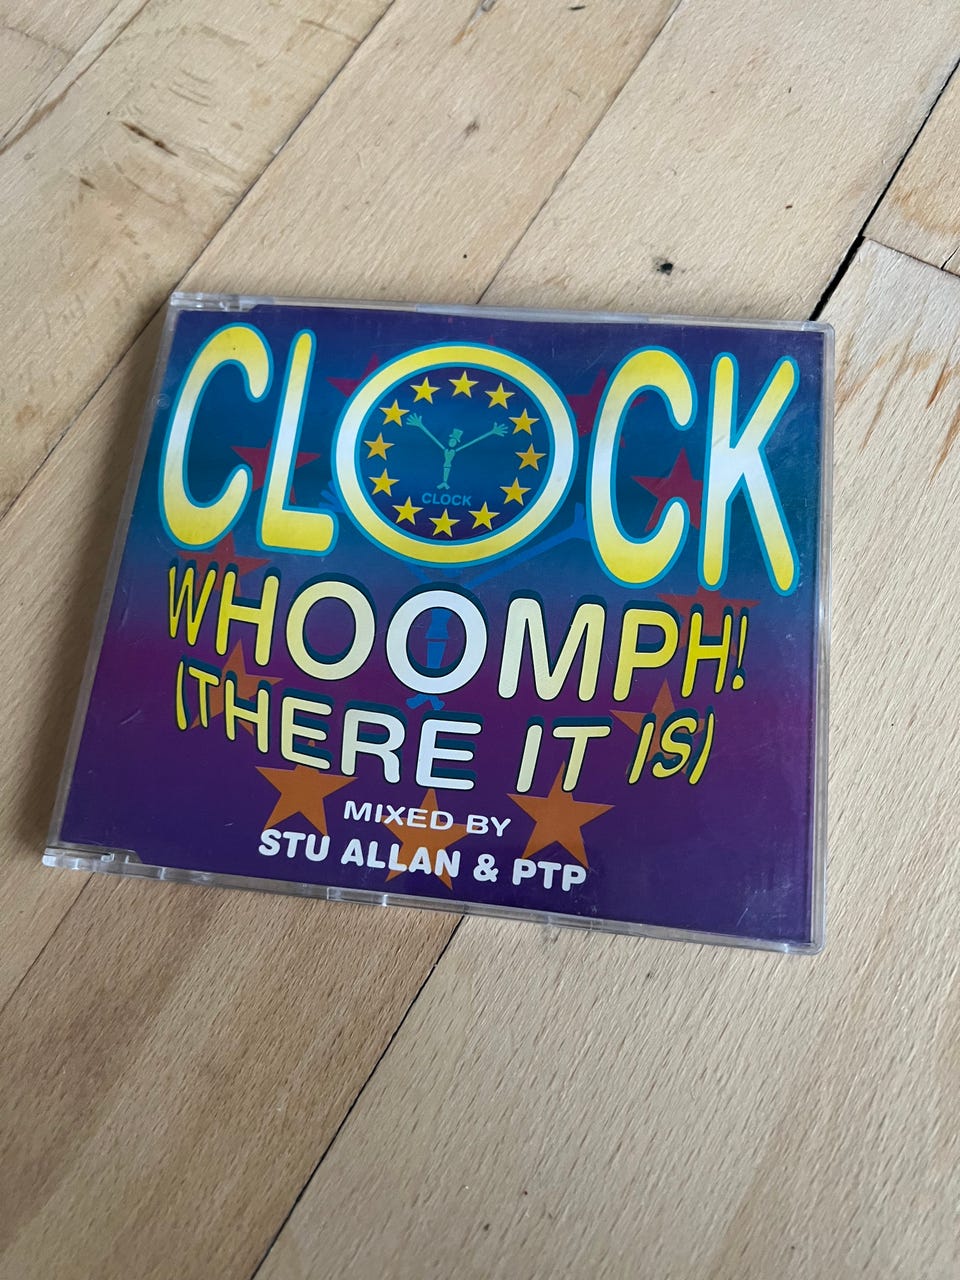 CLOCK
CLOCK
WHOOMPH!
(THERE IT IS)
MIXED BY
STU ALLAN & PTP